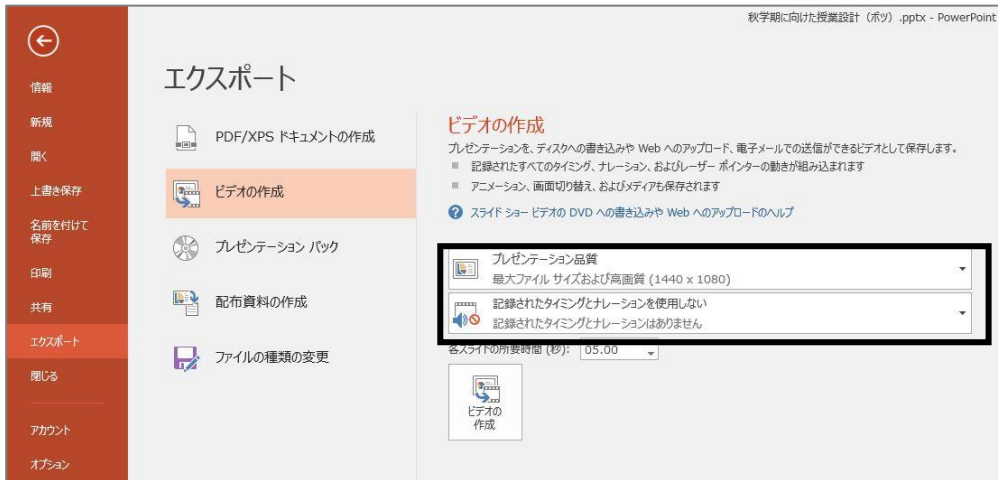 秋学期に向けた授業設計（ボツ）.pptx - PowerPoint
情報
新規
開く
上書き保存
名前を付けて
保存
印刷
共有
エクスポート
閉じる
アカウント
オプション
エクスポート
PDF/XPS ドキュメントの作成
ビデオの作成
プレゼンテーション パック
配布資料の作成
ファイルの種類の変更
ビデオの作成
プレゼンテーションを、ディスクへの書き込みや Web へのアップロード、電子メールでの送信ができるビデオとして保存します。
記録されたすべてのタイミング、ナレーション、およびレーザー ポインターの動きが組み込まれます
アニメーション、画面切り替え、およびメディアも保存されます
スライド ショー ビデオの DVD への書き込みや Web へのアップロードのヘルプ
プレゼンテーション品質
最大ファイル サイズおよび高画質 (1440 x 1080)
記録されたタイミングとナレーションを使用しない
記録されたタイミングとナレーションはありません
各スライドの所要時間 (秒): 05.00
ビデオの
作成